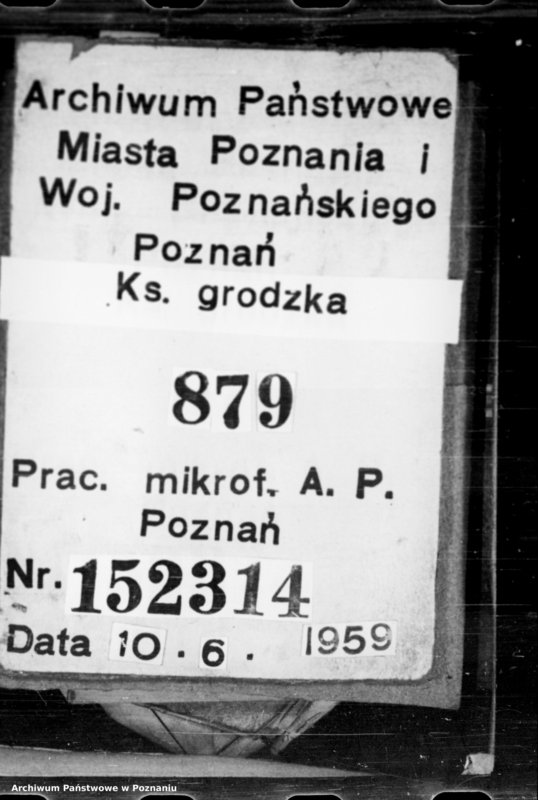 Archiwum Państwowe
Miasta Poznania i
Woj. Poznańskiego
Poznań
Ks. grodzka
879
Prac. mikrof. A. P.
Poznań
Nr. 152314
Data 10. 6. 1959
Archiwum Państwowe w Poznaniu